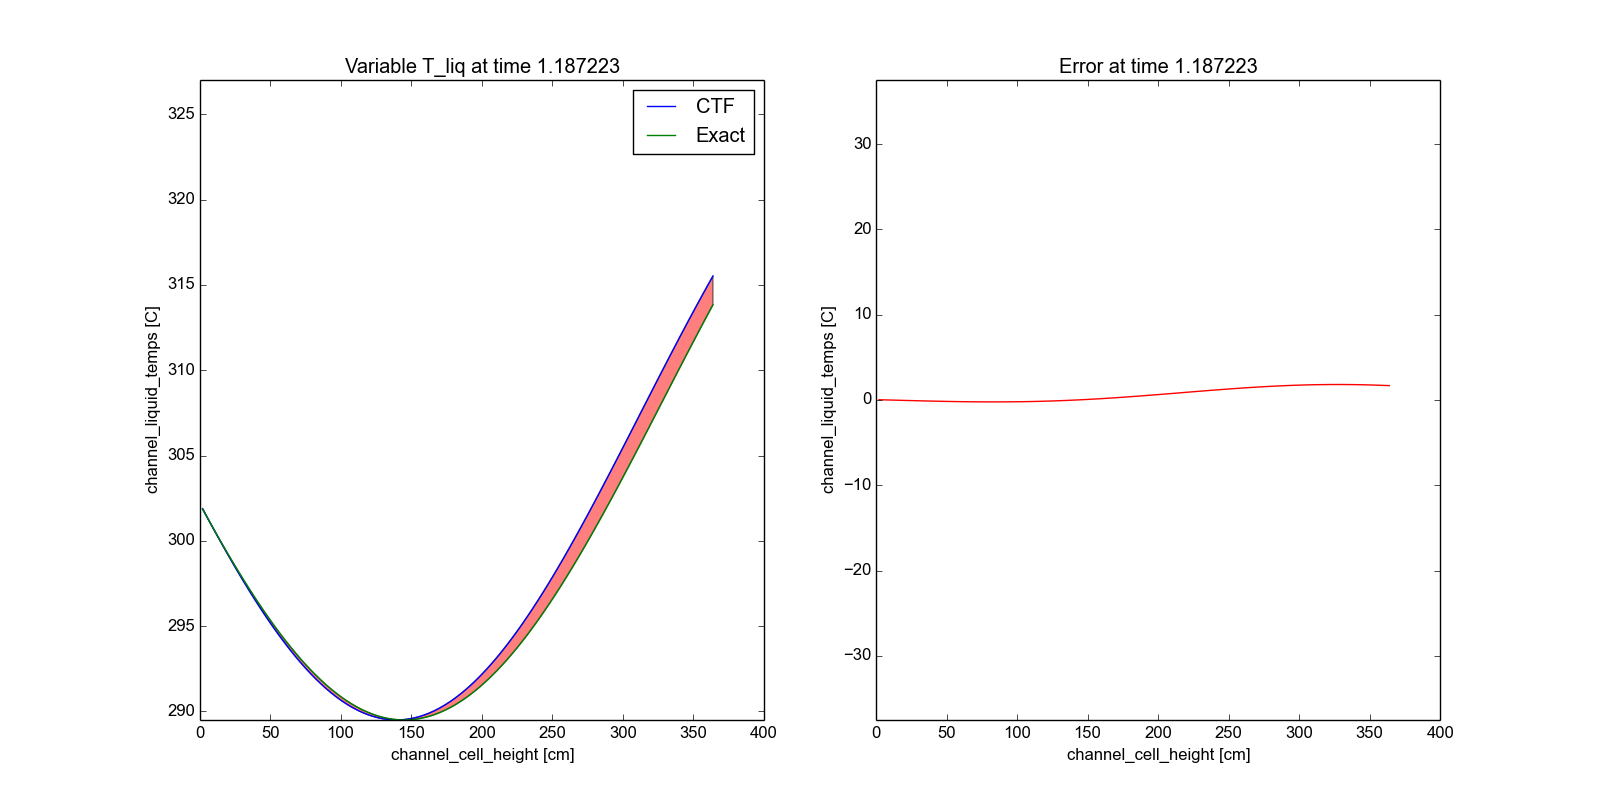 Variable T_liq at time 1.187223
CTF
Exact
325
320
315
310
305
300
295
290
channel_liquid_temps [C]
0 50 100 150 200 250 300 350 400
channel_cell_height [cm]
Error at time 1.187223
30
20
10
0
−10
−20
−30
channel_liquid_temps [C]
0 50 100 150 200 250 300 350 400
channel_cell_height [cm]